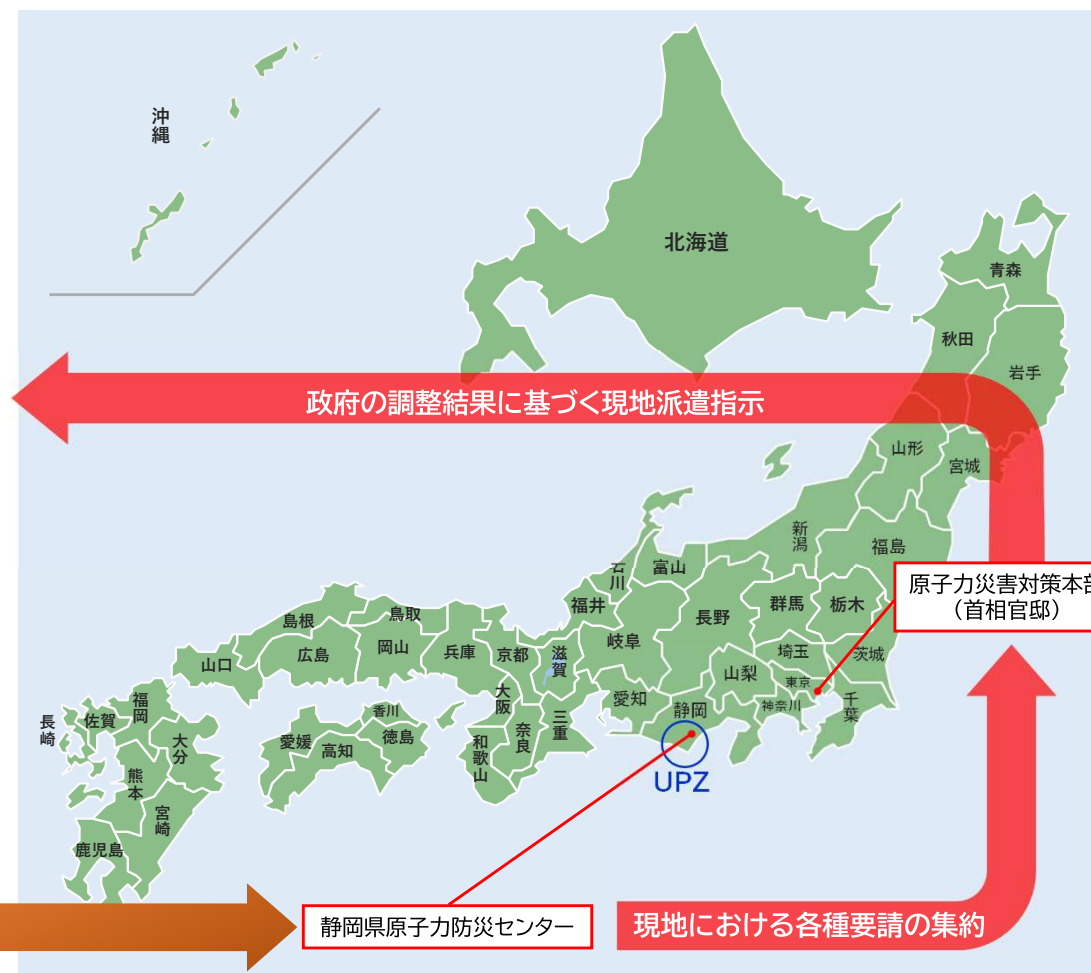 沖縄
北海道
青森
秋田
岩手
政府の調整結果に基づく現地派遣指示
山形
宮城
新潟
福島
石川
富山
原子力災害対策本部
（首相官邸）
福井
長野
群馬
栃木
鳥取
島根
岐阜
埼玉
茨城
山口
広島
岡山
兵庫
京都
滋賀
山梨
東京
愛知
静岡
神奈川
千葉
大阪
福岡
佐賀
長崎
大分
香川
三重
奈良
愛媛
高知
徳島
和歌山
熊本
宮崎
UPZ
鹿児島
静岡県原子力防災センター
現地における各種要請の集約